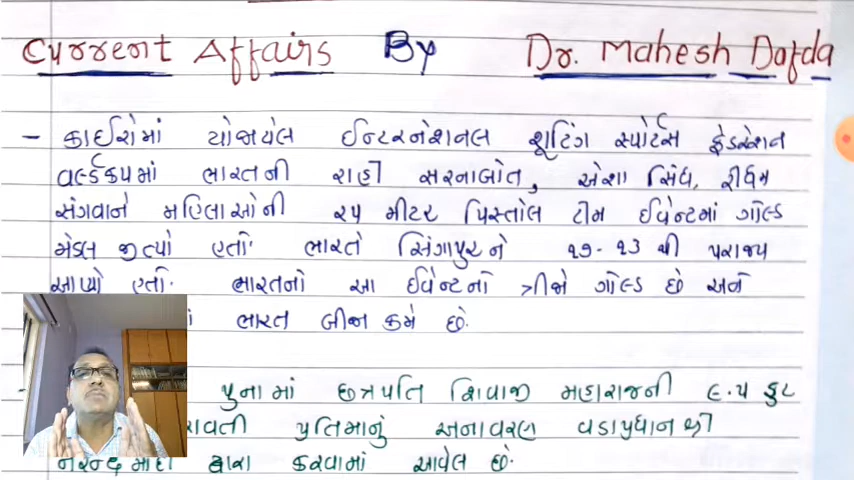 Current Affairs By Dr. Mahesh Dafda
- કાઈરોમાં યોજાયેલ ઈન્ટરનેશનલ શૂટિંગ સ્પોર્ટસ ફેડરેશન
વર્લ્ડકપમાં ભારતની રાહી સરનાબોત, એશા સિંધ, રીધમ
સંગવાને મહિલાઓની ૨૫ મીટર પિસ્તોલ ટીમ ઈવેન્ટમાં ગોલ્ડ
મેડલ જીત્યો હતો. ભારતે સિંગાપુરને ૧૭-૧૩ થી પરાજય
આપ્યો હતો. ભારતનો આ ઈવેન્ટનો ત્રીજો ગોલ્ડ છે અને
ભારત બીજા ક્રમે છે.
પુનામાં છત્રપતિ શિવાજી મહારાજની ૯.૫ ફુટ
પ્રતિમાનું અનાવરણ વડાપ્રધાન શ્રી
નરેન્દ્ર મોદી દ્વારા કરવામાં આવેલ છે.